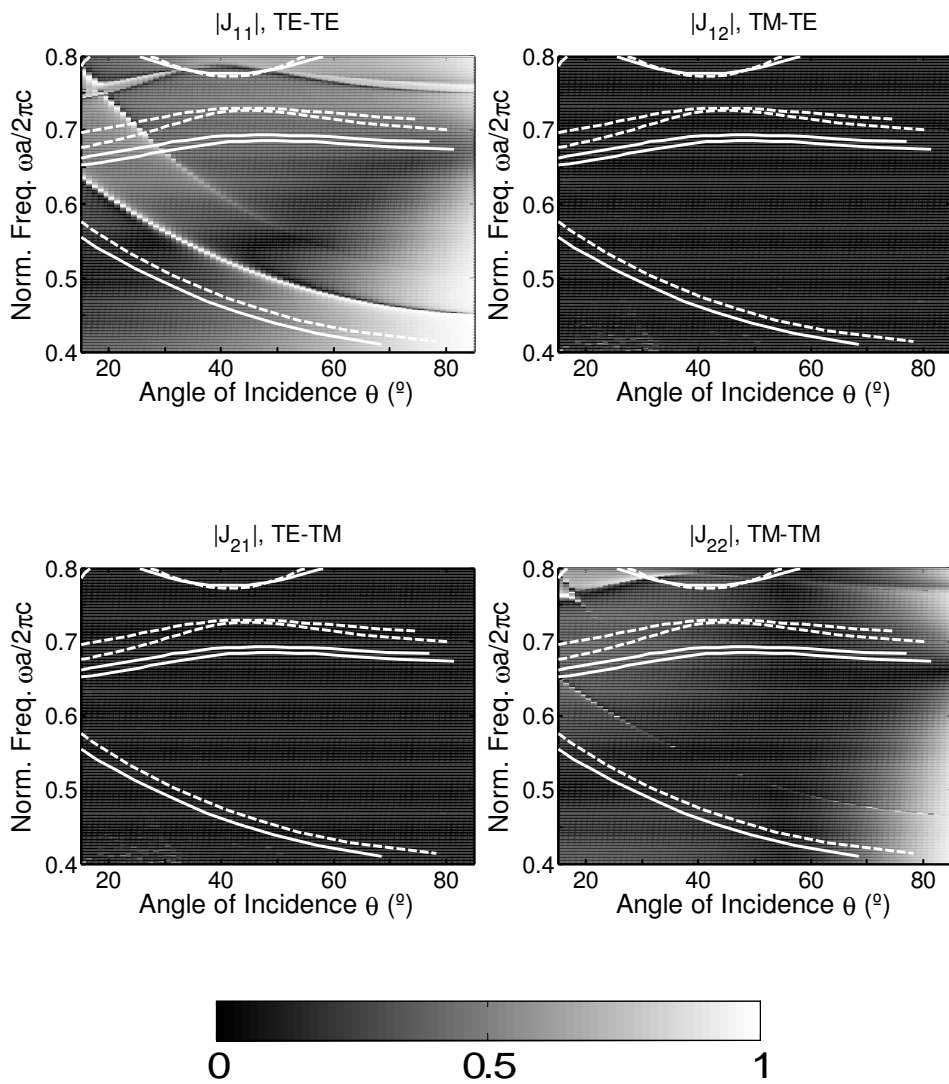 |J11|, TE-TE
|J12|, TM-TE
0.8
0.7
0.6
0.5
0.4
Norm. Freq. ωa/2πc
20 40 60 80
Angle of Incidence θ (º)
0.8
0.7
0.6
0.5
0.4
Norm. Freq. ωa/2πc
20 40 60 80
Angle of Incidence θ (º)
|J21|, TE-TM
|J22|, TM-TM
0.8
0.7
0.6
0.5
0.4
Norm. Freq. ωa/2πc
20 40 60 80
Angle of Incidence θ (º)
0.8
0.7
0.6
0.5
0.4
Norm. Freq. ωa/2πc
20 40 60 80
Angle of Incidence θ (º)
0 0.5 1